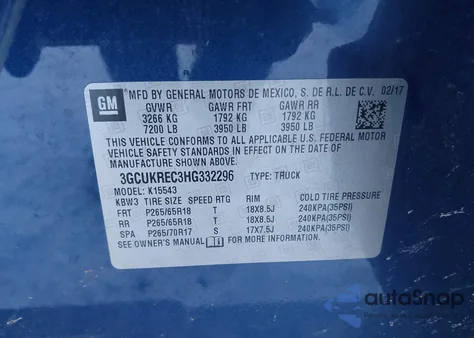 GM
MFD BY GENERAL MOTORS DE MEXICO, S. DE R.L. DE C.V. 02/17
GVWR GAWR FRT GAWR RR
3266 KG 1792 KG 1792 KG
7200 LB 3950 LB 3950 LB
THIS VEHICLE CONFORMS TO ALL APPLICABLE U.S. FEDERAL MOTOR
VEHICLE SAFETY STANDARDS IN EFFECT ON THE DATE OF
MANUFACTURE SHOWN ABOVE.
3GCUKREC3HG332296 TYPE: TRUCK
MODEL: K15543
KBW3 TIRE SIZE SPEED RTG RIM COLD TIRE PRESSURE
FRT P265/65R18 T 18X8.5J 240KPA(35PSI)
RR P265/65R18 T 18X8.5J 240KPA(35PSI)
SPA P265/70R17 S 17X7.5J 240KPA(35PSI)
SEE OWNER'S MANUAL FOR MORE INFORMATION.
autoSnap